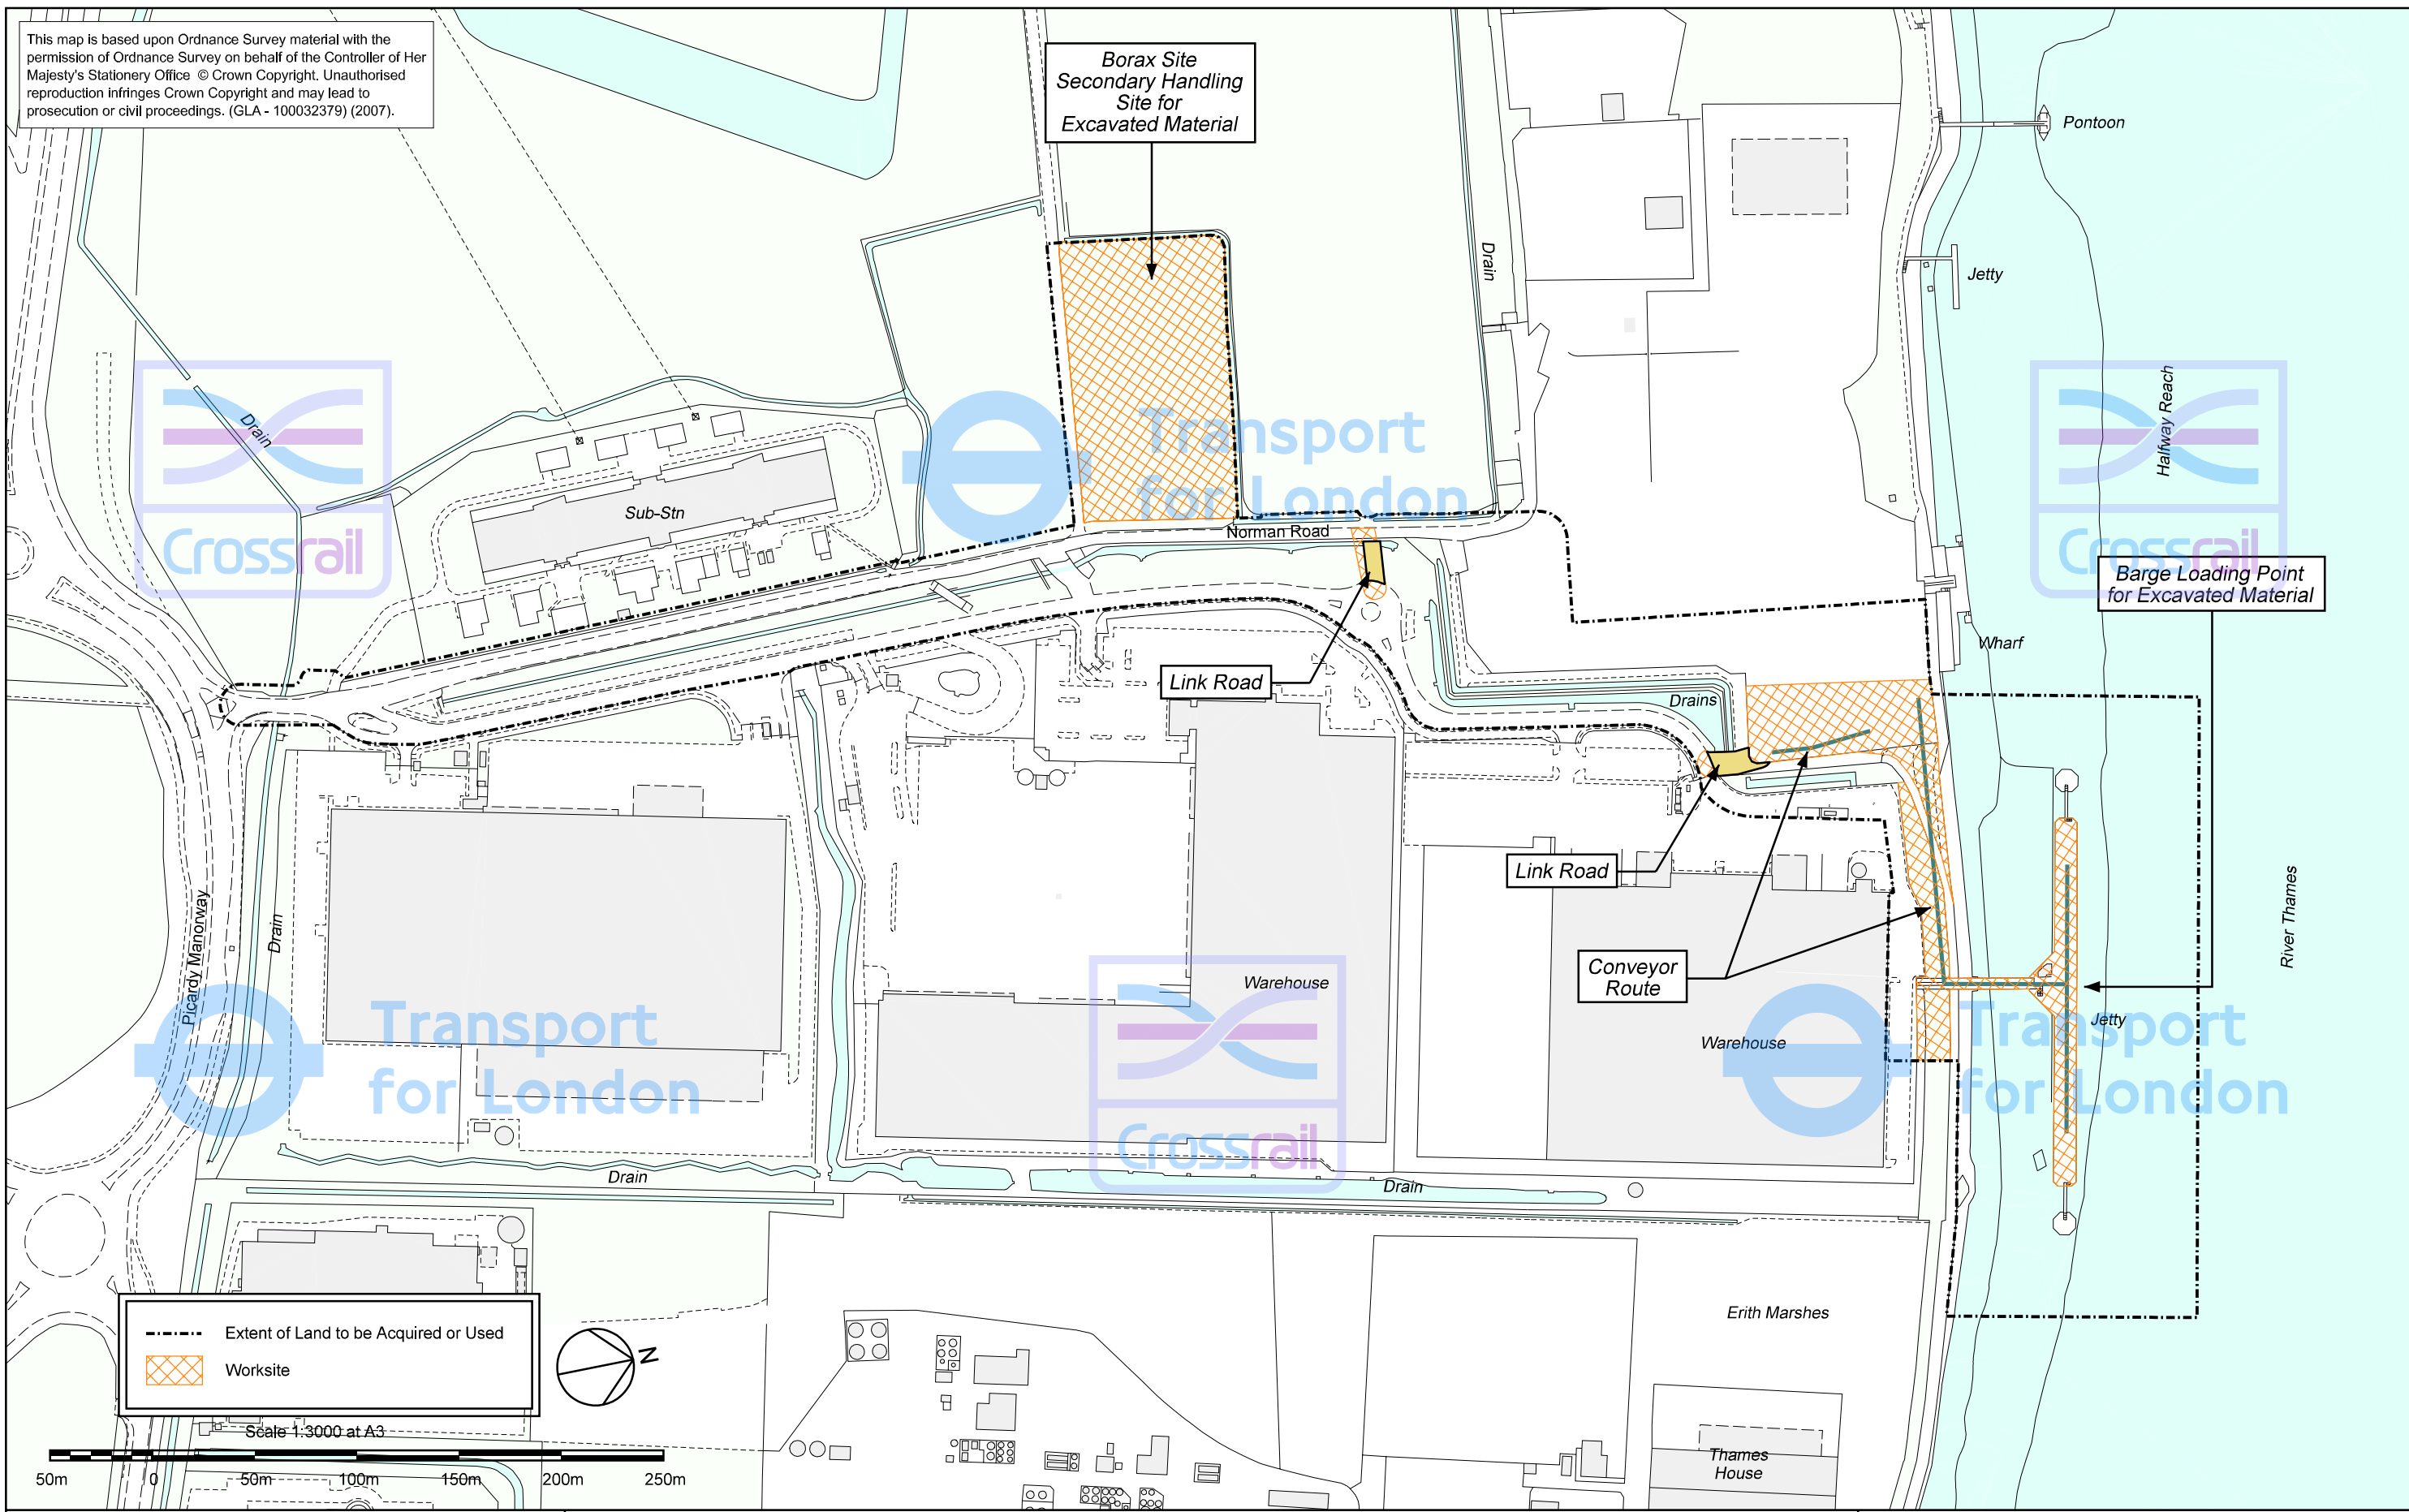 This map is based upon Ordnance Survey material with the
permission of Ordnance Survey on behalf of the Controller of Her
Majesty's Stationery Office © Crown Copyright. Unauthorised
reproduction infringes Crown Copyright and may lead to
prosecution or civil proceedings. (GLA - 100032379) (2007).
Borax Site
Secondary Handling
Site for
Excavated Material
Pontoon
Drain
Jetty
Halfway Reach
Drain
Transport
for London
Crossrail
Crossrail
Sub-Stn
Norman Road
Barge Loading Point
for Excavated Material
Wharf
Link Road
Drains
Link Road
Picardy Manorway
Drain
River Thames
Conveyor
Route
Warehouse
Warehouse
Jetty
Transport
for London
Transport
for London
Crossrail
Drain
Drain
Erith Marshes
Extent of Land to be Acquired or Used
Worksite
N
Scale 1:3000 at A3
50m 0 50m 100m 150m 200m 250m
Thames
House